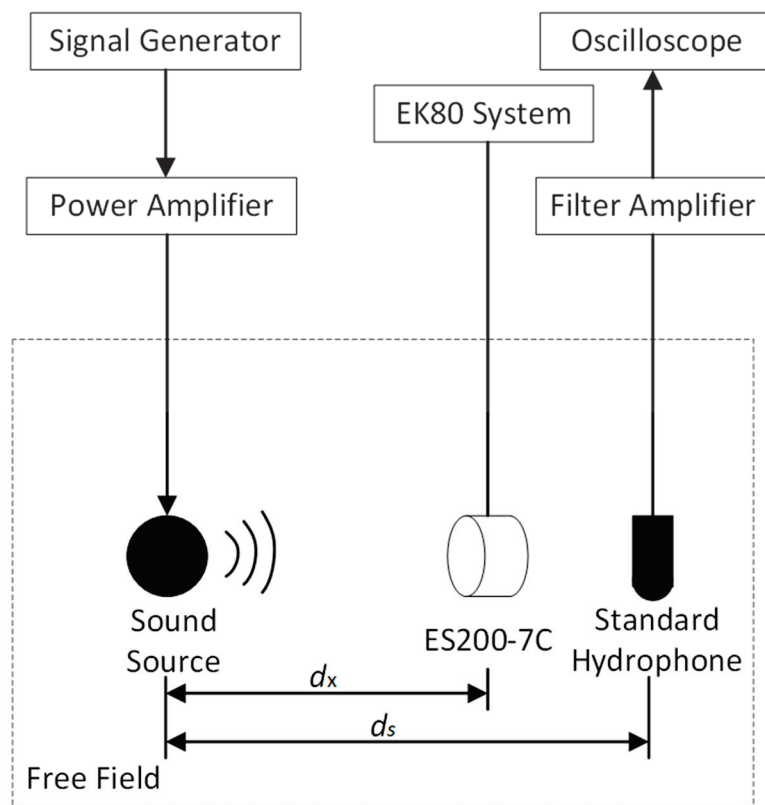 Signal Generator
Oscilloscope
EK80 System
Power Amplifier
Filter Amplifier
Sound
Source
ES200-7C
Standard
Hydrophone
dx
ds
Free Field